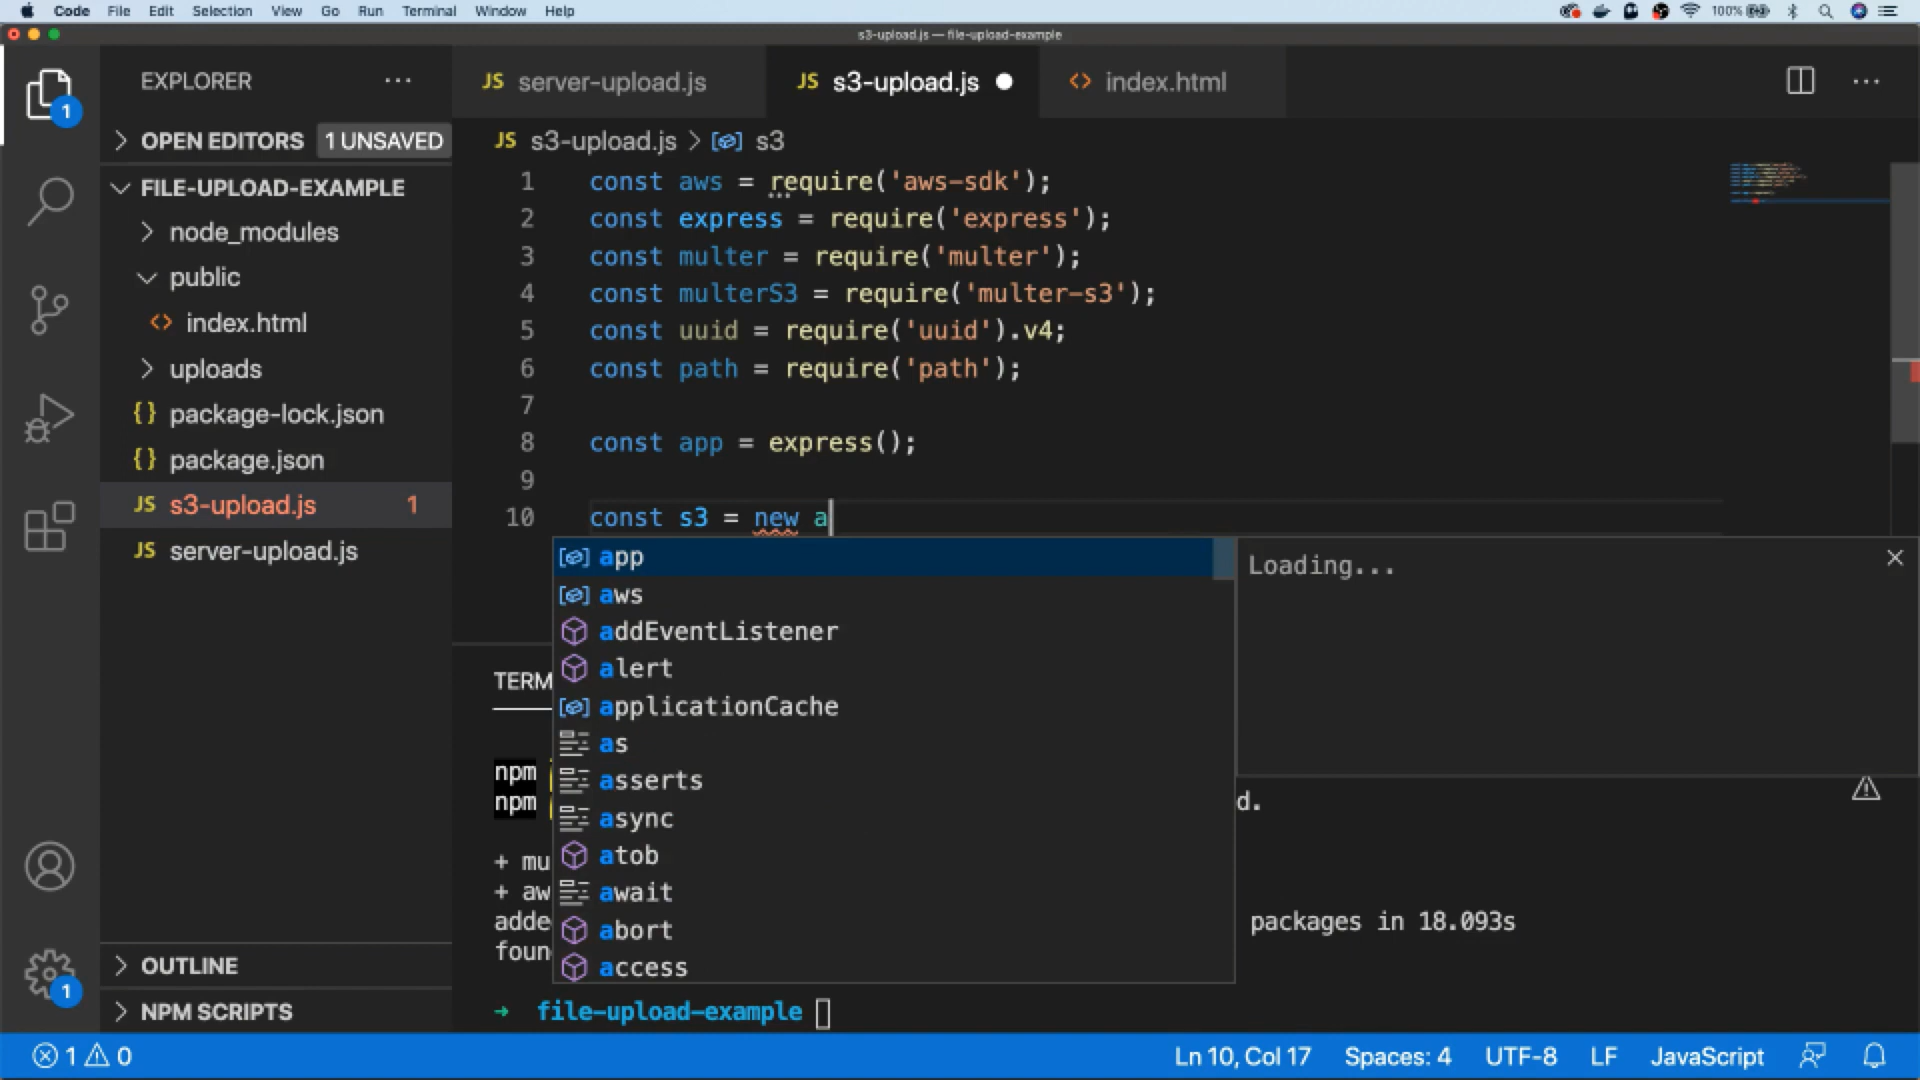 Code File Edit Selection View Go Run Terminal Window Help
100%
s3-upload.js — file-upload-example
EXPLORER
1
OPEN EDITORS 1 UNSAVED
FILE-UPLOAD-EXAMPLE
node_modules
public
<> index.html
uploads
{} package-lock.json
{} package.json
JS s3-upload.js 1
JS server-upload.js
OUTLINE
NPM SCRIPTS
1
JS server-upload.js
JS s3-upload.js
<> index.html
JS s3-upload.js > s3
1 const aws = require('aws-sdk');
2 const express = require('express');
3 const multer = require('multer');
4 const multerS3 = require('multer-s3');
5 const uuid = require('uuid').v4;
6 const path = require('path');
7
8 const app = express();
9
10 const s3 = new a
app
aws
addEventListener
alert
applicationCache
as
asserts
async
atob
await
abort
access
Loading...
TERM
npm
npm d.
+ mu
+ aw
adde packages in 18.093s
foun
→ file-upload-example
1 0
Ln 10, Col 17 Spaces: 4 UTF-8 LF JavaScript